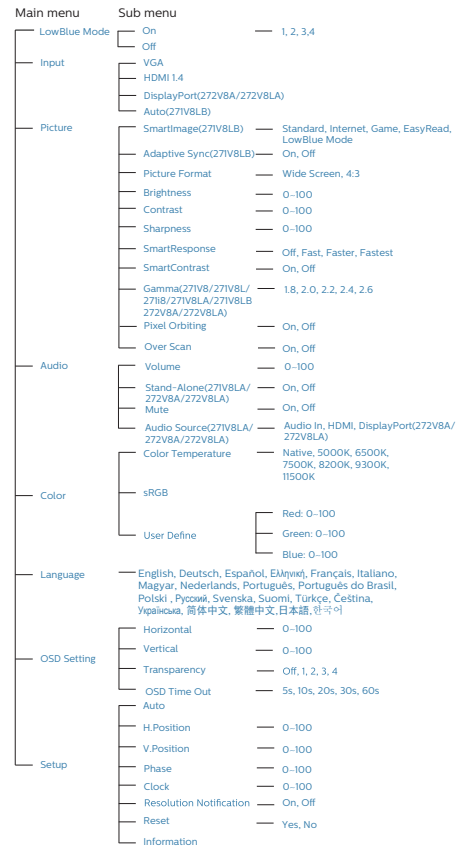 Main menu Sub menu
LowBlue Mode On 1, 2, 3,4
Off
Input VGA
HDMI 1.4
DisplayPort(272V8A/272V8LA)
Auto(271V8LB)
Picture SmartImage(271V8LB) Standard, Internet, Game, EasyRead,
LowBlue Mode
Adaptive Sync(271V8LB) On, Off
Picture Format Wide Screen, 4:3
Brightness 0-100
Contrast 0-100
Sharpness 0-100
SmartResponse Off, Fast, Faster, Fastest
SmartContrast On, Off
Gamma(271V8/271V8L/ 1.8, 2.0, 2.2, 2.4, 2.6
271i8/271V8LA/271V8LB
272V8A/272V8LA)
Pixel Orbiting On, Off
Over Scan On, Off
Audio Volume 0-100
Stand-Alone(271V8LA/ On, Off
272V8A/272V8LA)
Mute On, Off
Audio Source(271V8LA/ Audio In, HDMI, DisplayPort(272V8A/
272V8A/272V8LA) 272V8LA)
Color Temperature Native, 5000K, 6500K,
7500K, 8200K, 9300K,
11500K
Color sRGB
Red: 0-100
User Define Green: 0-100
Blue: 0-100
Language English, Deutsch, Español, Ελληνική, Français, Italiano,
Magyar, Nederlands, Português, Português do Brasil,
Polski , Русский, Svenska, Suomi, Türkçe, Čeština,
Українська, 简体中文, 繁體中文,日本語,한국어
Horizontal 0-100
Vertical 0-100
OSD Setting Transparency Off, 1, 2, 3, 4
OSD Time Out 5s, 10s, 20s, 30s, 60s
Auto
H.Position 0-100
V.Position 0-100
Setup Phase 0-100
Clock 0-100
Resolution Notification On, Off
Reset Yes, No
Information